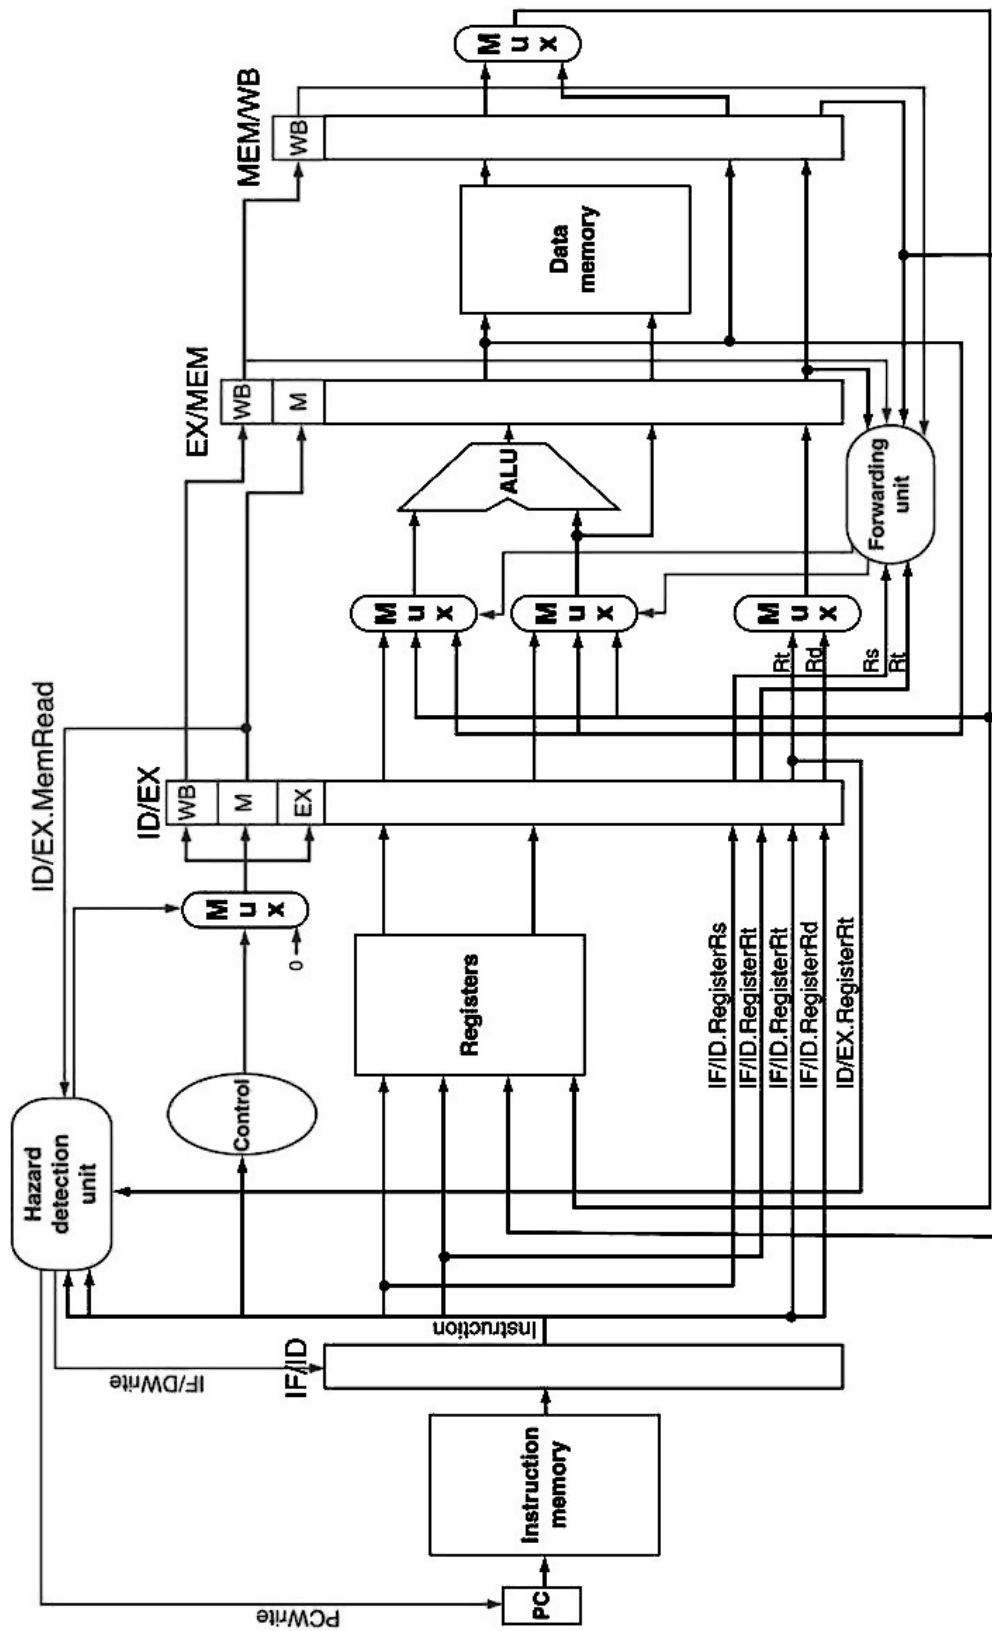 ID/EX.MemRead
Hazard
detection
unit
ID/EX
WB
M
EX
EX/MEM
WB
M
MEM/WB
WB
Control
M
u
x
0
PCWrite
IF/DWrite
IF/ID
Instruction
PC
Instruction
memory
Registers
M
u
x
M
u
x
ALU
Data
memory
M
u
x
IF/ID.RegisterRs
IF/ID.RegisterRt
IF/ID.RegisterRt
IF/ID.RegisterRd
ID/EX.RegisterRt
Rt
Rd
M
u
x
Rs
Rt
Forwarding
unit